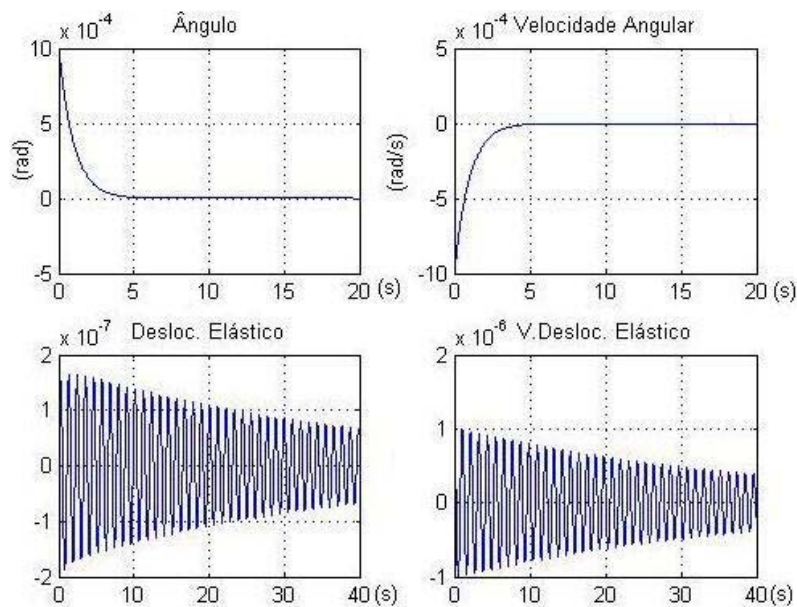 x 10⁻⁴ Ângulo
10
5
0
-5
(rad)
0 5 10 15 20 (s)
x 10⁻⁴ Velocidade Angular
5
0
-5
-10
(rad/s)
0 5 10 15 20 (s)
x 10⁻⁷ Desloc. Elástico
2
1
0
-1
-2
0 10 20 30 40 (s)
x 10⁻⁶ V.Desloc. Elástico
2
1
0
-1
0 10 20 30 40 (s)